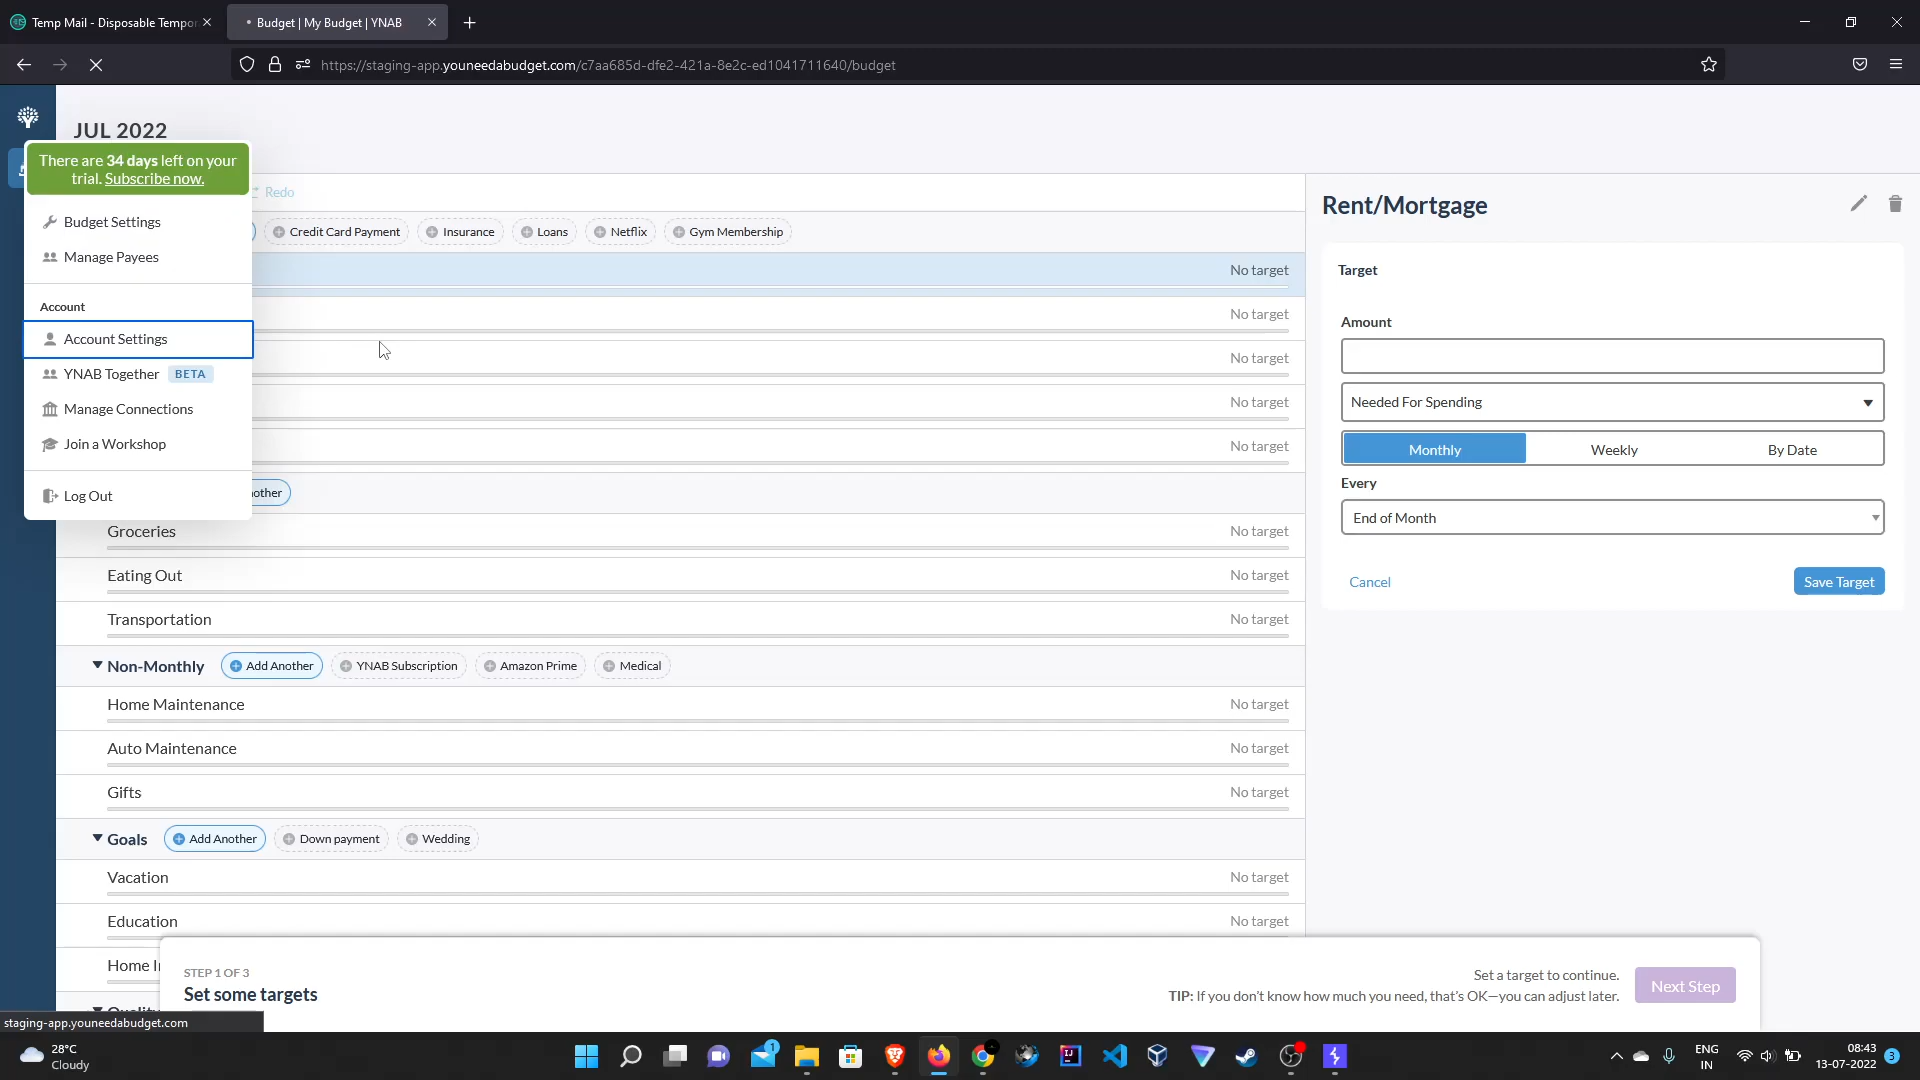 Temp Mail - Disposable Tempor
Budget | My Budget | YNAB
https://staging-app.youneedabudget.com/c7aa685d-dfe2-421a-8e2c-ed1041711640/budget
JUL 2022
There are 34 days left on your
trial. Subscribe now.
Redo
Budget Settings
Manage Payees
Account
Account Settings
YNAB Together BETA
Manage Connections
Join a Workshop
Log Out
Credit Card Payment
Insurance
Loans
Netflix
Gym Membership
No target
No target
No target
No target
No target
other
Groceries No target
Eating Out No target
Transportation No target
Non-Monthly Add Another YNAB Subscription Amazon Prime Medical
Home Maintenance No target
Auto Maintenance No target
Gifts No target
Goals Add Another Down payment Wedding
Vacation No target
Education No target
Home
Rent/Mortgage
Target
Amount
Needed For Spending
Monthly Weekly By Date
Every
End of Month
Cancel Save Target
STEP 1 OF 3
Set some targets
Set a target to continue.
TIP: If you don't know how much you need, that's OK—you can adjust later.
Next Step
staging-app.youneedabudget.com
28°C
Cloudy
1
ENG
IN
08:43
13-07-2022
3